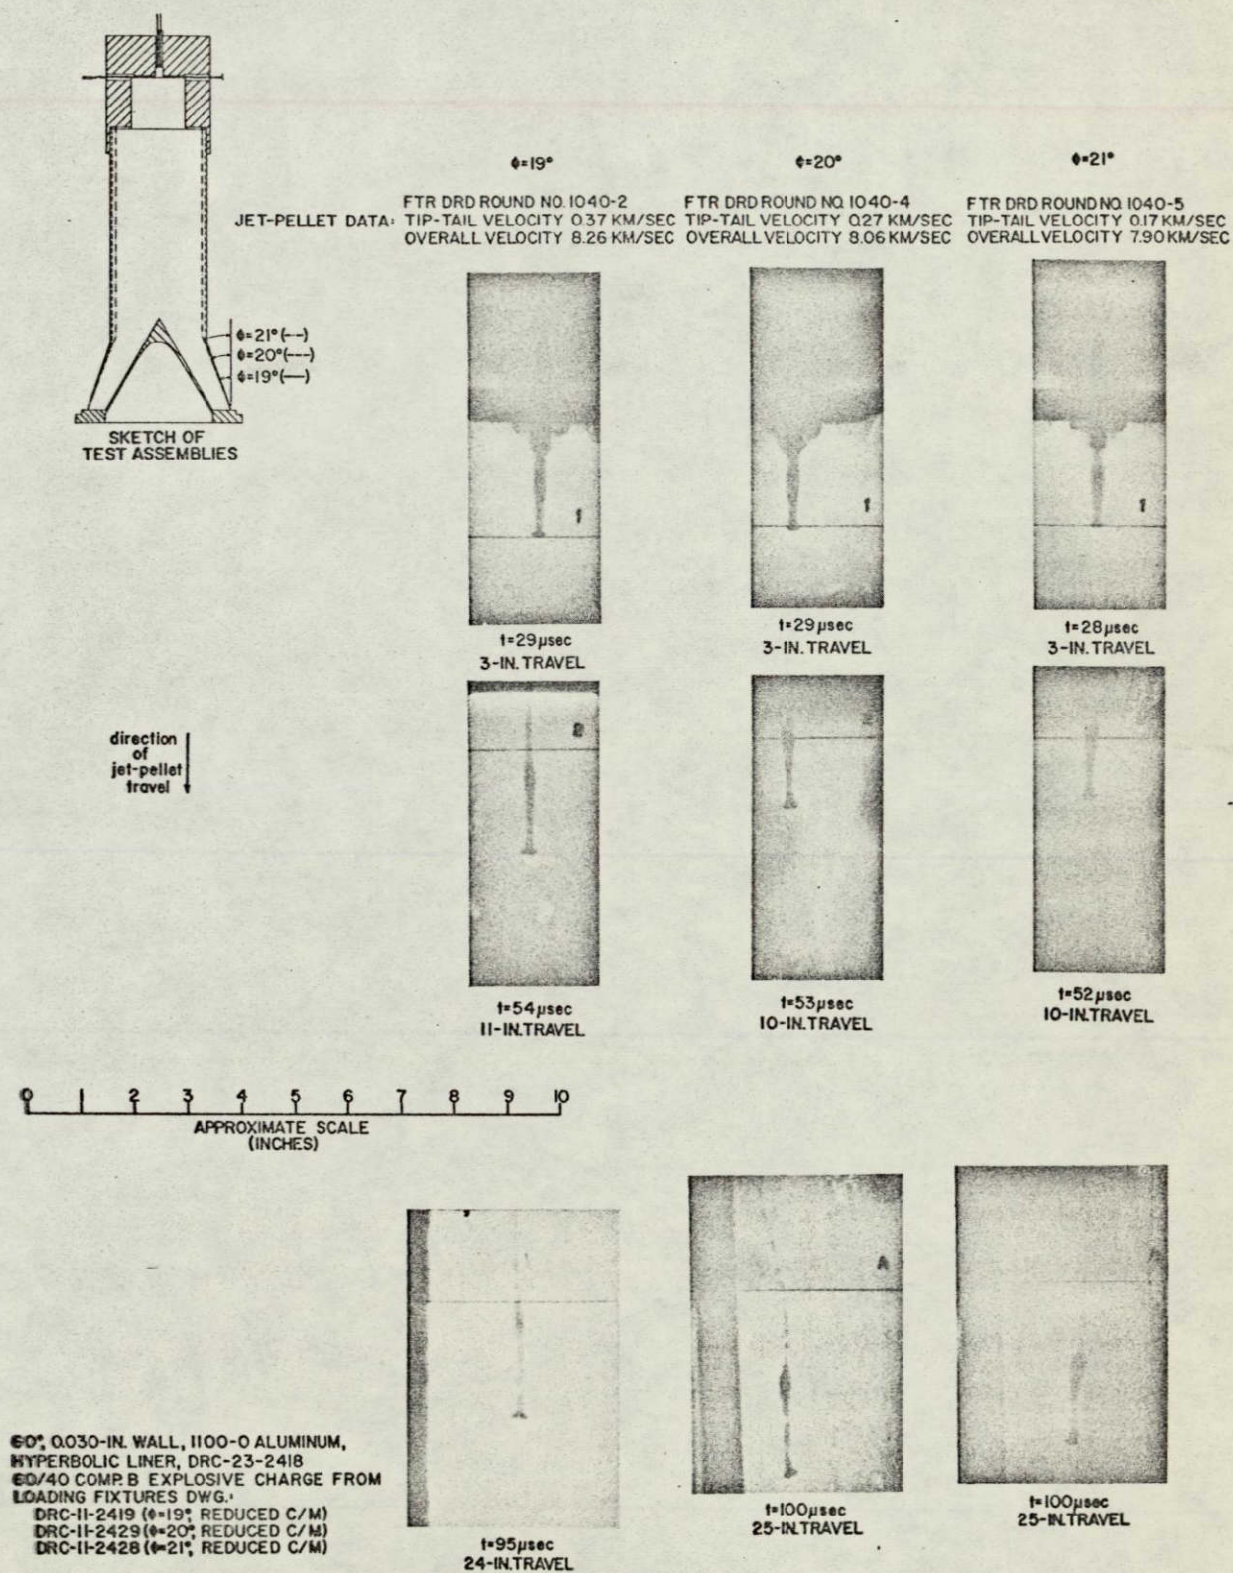 ϕ=19°
ϕ=20°
ϕ=21°
JET-PELLET DATA:
FTR DRD ROUND NO. 1040-2
TIP-TAIL VELOCITY 0.37 KM/SEC
OVERALL VELOCITY 8.26 KM/SEC
FTR DRD ROUND NO. 1040-4
TIP-TAIL VELOCITY 0.27 KM/SEC
OVERALL VELOCITY 8.06 KM/SEC
FTR DRD ROUND NO. 1040-5
TIP-TAIL VELOCITY 0.17 KM/SEC
OVERALL VELOCITY 7.90 KM/SEC
ϕ=21° (—-)
ϕ=20° (---)
ϕ=19° (—)
SKETCH OF
TEST ASSEMBLIES
1
1
1
t=29µsec
3-IN. TRAVEL
t=29µsec
3-IN. TRAVEL
t=28µsec
3-IN. TRAVEL
direction
of
jet-pellet
travel
2
2
t=54µsec
11-IN. TRAVEL
t=53µsec
10-IN. TRAVEL
t=52µsec
10-IN. TRAVEL
0 1 2 3 4 5 6 7 8 9 10
APPROXIMATE SCALE
(INCHES)
A
A
60°, 0.030-IN. WALL, 1100-O ALUMINUM,
HYPERBOLIC LINER, DRC-23-2418
60/40 COMP. B EXPLOSIVE CHARGE FROM
LOADING FIXTURES DWG.:
DRC-11-2419 (ϕ=19°, REDUCED C/M)
DRC-11-2429 (ϕ=20°, REDUCED C/M)
DRC-11-2428 (ϕ=21°, REDUCED C/M)
t=95µsec
24-IN. TRAVEL
t=100µsec
25-IN. TRAVEL
t=100µsec
25-IN. TRAVEL